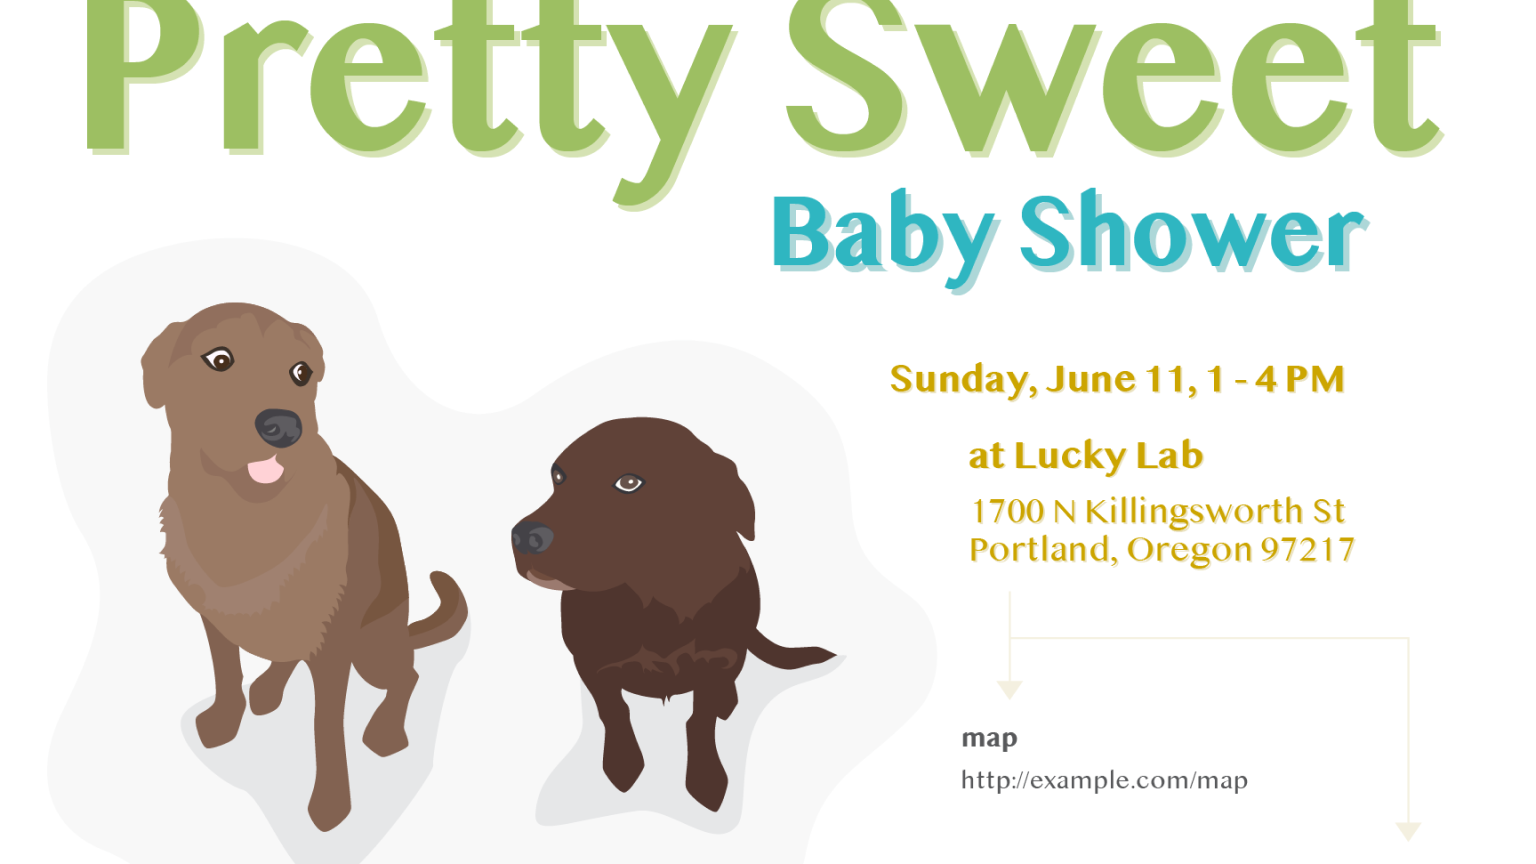 Pretty Sweet
Baby Shower
Sunday, June 11, 1 - 4 PM
at Lucky Lab
1700 N Killingsworth St
Portland, Oregon 97217
map
http://example.com/map